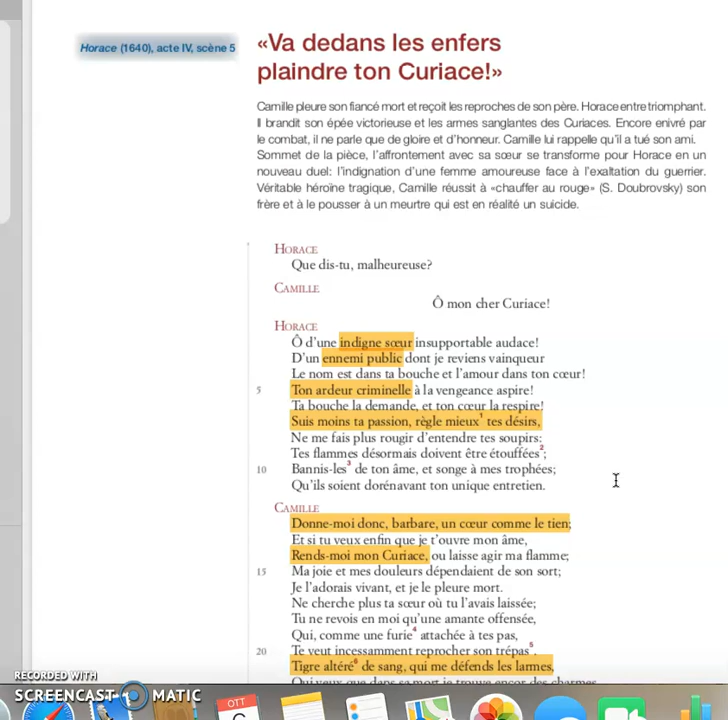 Horace (1640), acte IV, scène 5
«Va dedans les enfers
plaindre ton Curiace!»
Camille pleure son fiancé mort et reçoit les reproches de son père. Horace entre triomphant.
Il brandit son épée victorieuse et les armes sanglantes des Curiaces. Encore enivré par
le combat, il ne parle que de gloire et d'honneur. Camille lui rappelle qu'il a tué son ami.
Sommet de la pièce, l'affrontement avec sa sœur se transforme pour Horace en un
nouveau duel: l'indignation d'une femme amoureuse face à l'exaltation du guerrier.
Véritable héroïne tragique, Camille réussit à «chauffer au rouge» (S. Doubrovsky) son
frère et à le pousser à un meurtre qui est en réalité un suicide.
HORACE
Que dis-tu, malheureuse?
CAMILLE
Ô mon cher Curiace!
HORACE
Ô d'une indigne sœur insupportable audace!
D'un ennemi public dont je reviens vainqueur
Le nom est dans ta bouche et l'amour dans ton cœur!
5 Ton ardeur criminelle à la vengeance aspire!
Ta bouche la demande, et ton cœur la respire!
Suis moins ta passion, règle mieux1 tes désirs,
Ne me fais plus rougir d'entendre tes soupirs:
Tes flammes désormais doivent être étouffées2;
10 Bannis-les3 de ton âme, et songe à mes trophées;
Qu'ils soient dorénavant ton unique entretien.
CAMILLE
Donne-moi donc, barbare, un cœur comme le tien;
Et si tu veux enfin que je t'ouvre mon âme,
Rends-moi mon Curiace, ou laisse agir ma flamme;
15 Ma joie et mes douleurs dépendaient de son sort;
Je l'adorais vivant, et je le pleure mort.
Ne cherche plus ta sœur où tu l'avais laissée;
Tu ne revois en moi qu'une amante offensée,
Qui, comme une furie4 attachée à tes pas,
20 Te veut incessamment reprocher son trépas5.
Tigre altéré6 de sang, qui me défends les larmes,
Qui veux que dans sa mort je trouve encor des charmes
RECORDED WITH
SCREENCAST MATIC
OTT